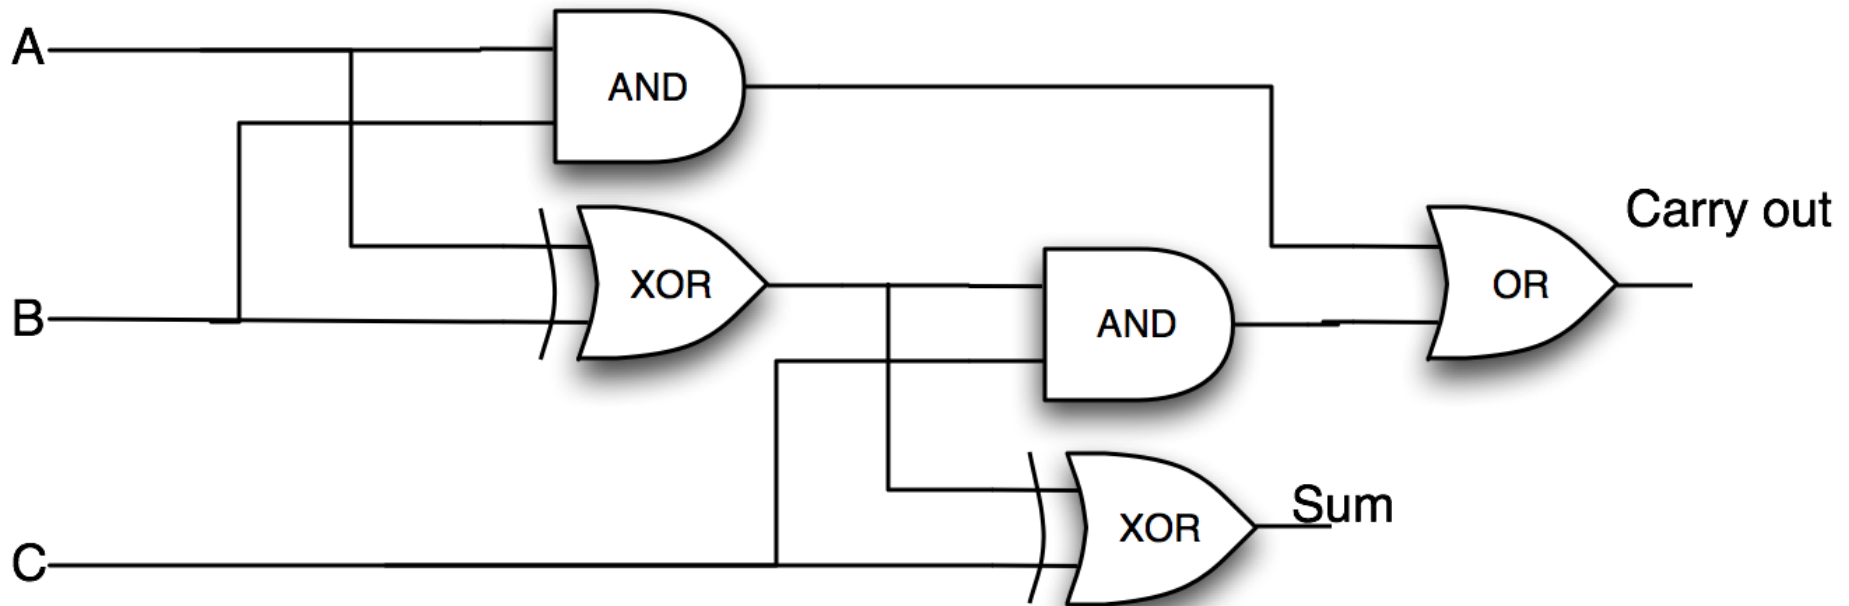 A
AND
Carry out
XOR
OR
B
AND
Sum
XOR
C